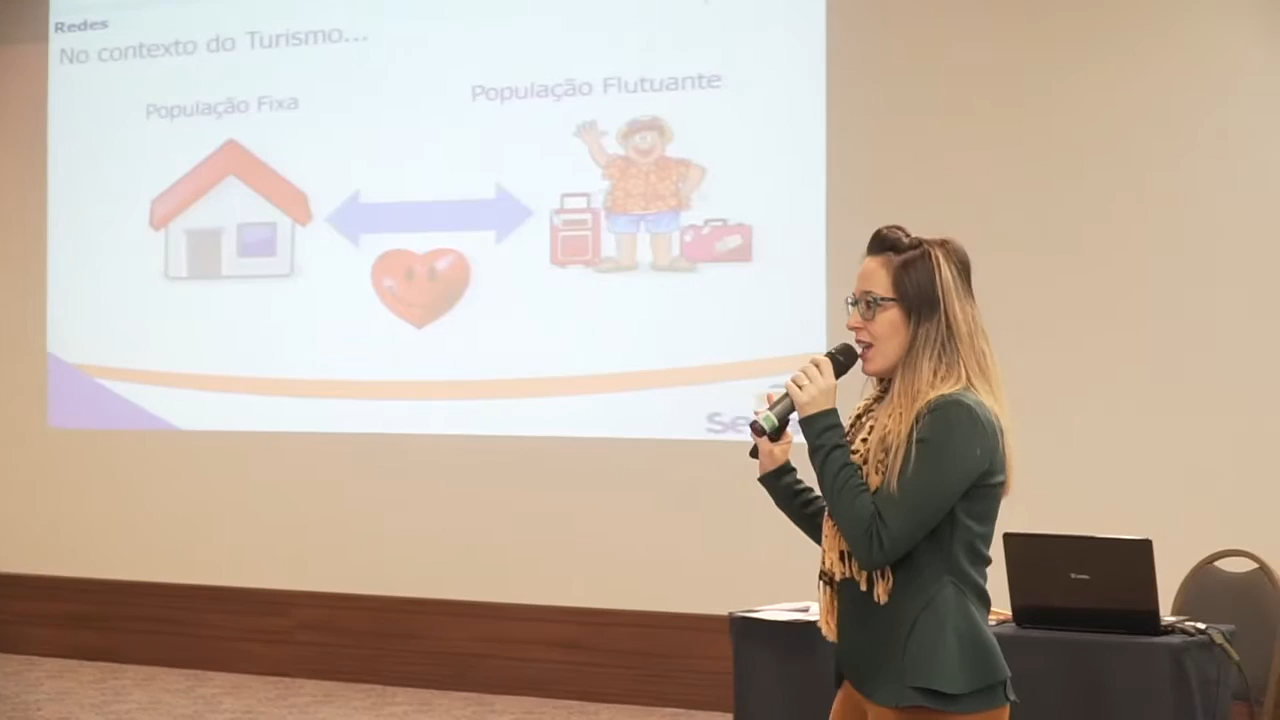 Redes
No contexto do Turismo...
População Fixa
População Flutuante